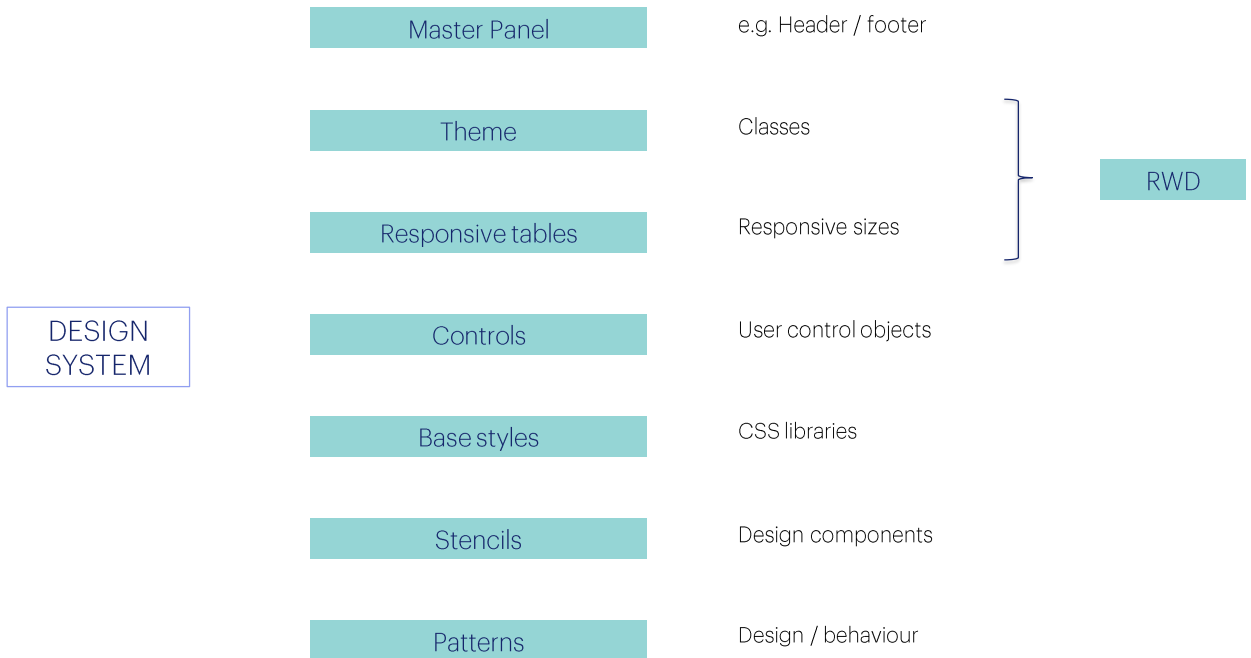 Master Panel
e.g. Header / footer
Theme
Classes
RWD
Responsive tables
Responsive sizes
DESIGN
SYSTEM
Controls
User control objects
Base styles
CSS libraries
Stencils
Design components
Patterns
Design / behaviour